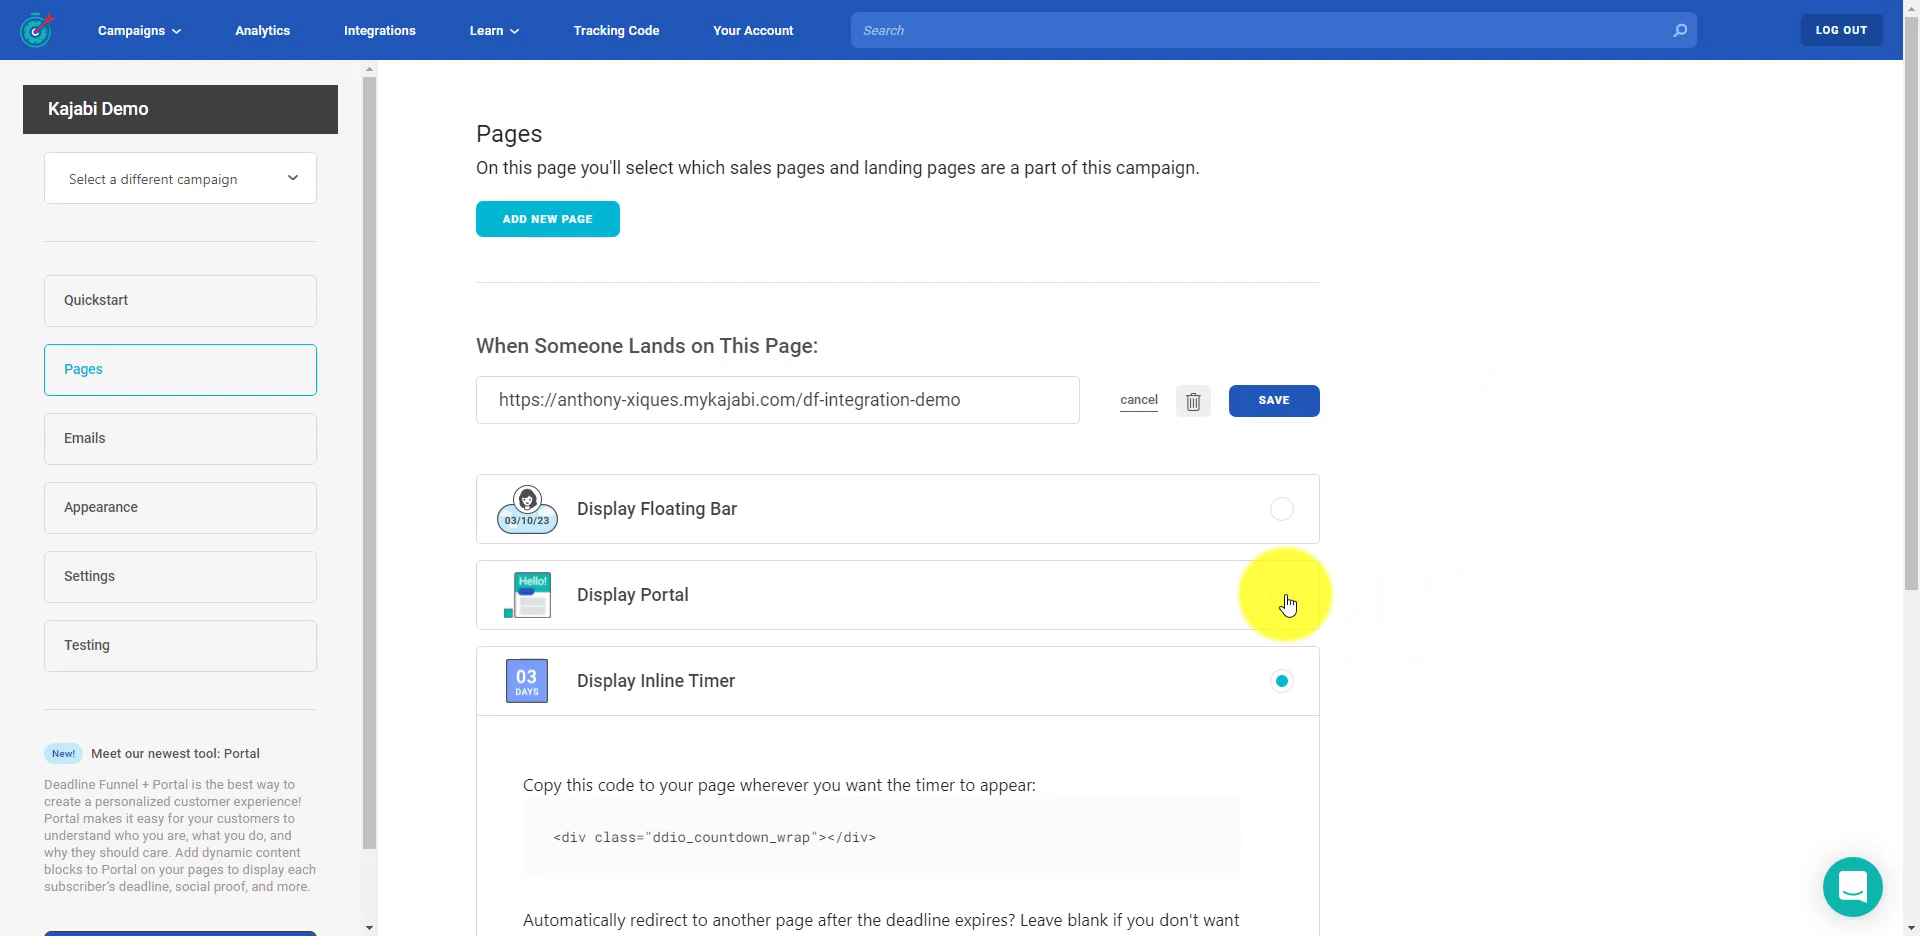 Campaigns
Analytics
Integrations
Learn
Tracking Code
Your Account
Search
LOG OUT
Kajabi Demo
Select a different campaign
Quickstart
Pages
Emails
Appearance
Settings
Testing
New!
Meet our newest tool: Portal
Deadline Funnel + Portal is the best way to
create a personalized customer experience!
Portal makes it easy for your customers to
understand who you are, what you do, and
why they should care. Add dynamic content
blocks to Portal on your pages to display each
subscriber's deadline, social proof, and more.
Pages
On this page you'll select which sales pages and landing pages are a part of this campaign.
ADD NEW PAGE
When Someone Lands on This Page:
https://anthony-xiques.mykajabi.com/df-integration-demo
cancel
SAVE
03/10/23
Display Floating Bar
Hello!
Display Portal
03
DAYS
Display Inline Timer
Copy this code to your page wherever you want the timer to appear:
<div class="ddio_countdown_wrap"></div>
Automatically redirect to another page after the deadline expires? Leave blank if you don't want